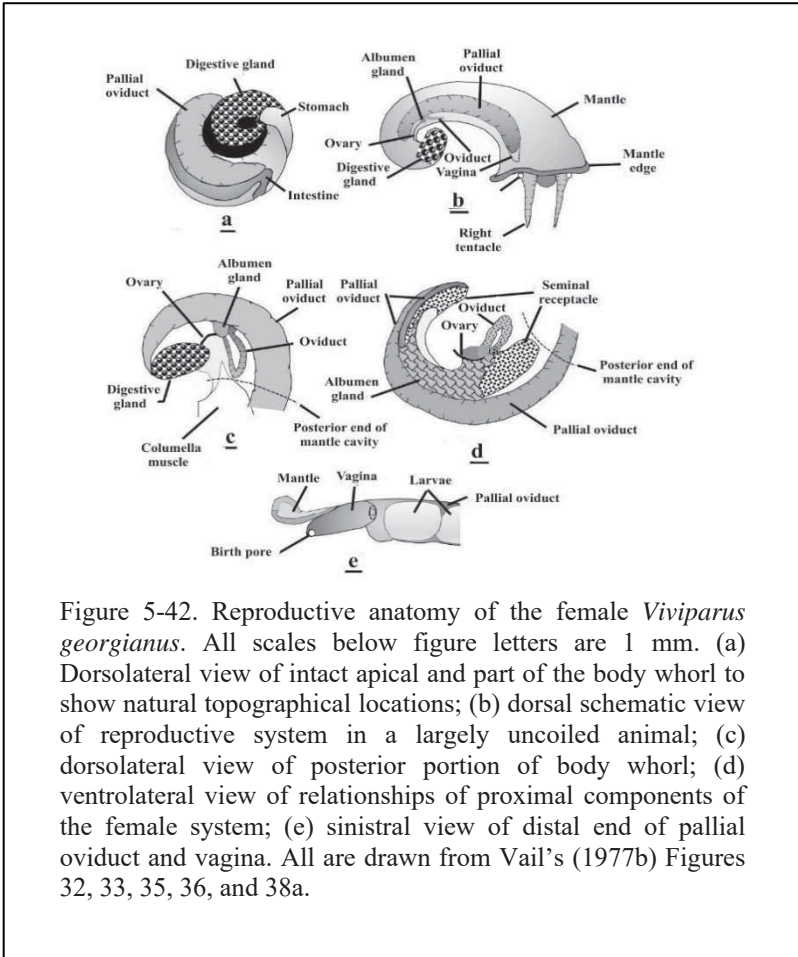 Digestive gland
Pallial
oviduct
Stomach
Intestine
a
Albumen
gland
Pallial
oviduct
Mantle
Ovary
Digestive
gland
Oviduct
Vagina
Mantle
edge
b
Right
tentacle
Ovary
Albumen
gland
Pallial
oviduct
Oviduct
Digestive
gland
Columella
muscle
Posterior end of
mantle cavity
c
Pallial
oviduct
Seminal
receptacle
Oviduct
Ovary
Albumen
gland
Posterior end of
mantle cavity
Pallial oviduct
d
Mantle
Vagina
Larvae
Pallial oviduct
Birth pore
e
Figure 5-42. Reproductive anatomy of the female Viviparus
georgianus. All scales below figure letters are 1 mm. (a)
Dorsolateral view of intact apical and part of the body whorl to
show natural topographical locations; (b) dorsal schematic view
of reproductive system in a largely uncoiled animal; (c)
dorsolateral view of posterior portion of body whorl; (d)
ventrolateral view of relationships of proximal components of
the female system; (e) sinistral view of distal end of pallial
oviduct and vagina. All are drawn from Vail's (1977b) Figures
32, 33, 35, 36, and 38a.